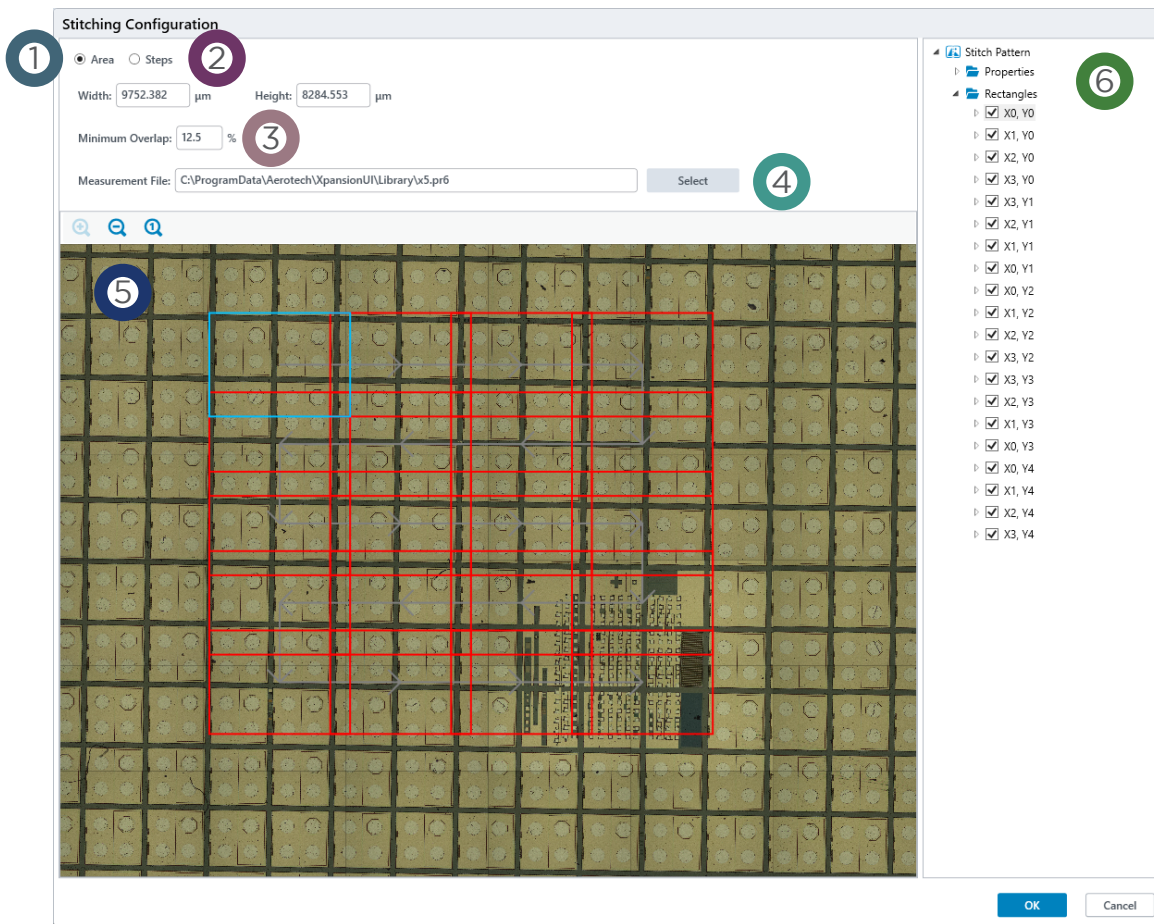 Stitching Configuration
1
Area
Steps
2
Width: 9752.382 µm
Height: 8284.553 µm
Minimum Overlap: 12.5 %
3
Measurement File: C:\ProgramData\Aerotech\XpansionUI\Library\x5.pr6
Select
4
1
5
Stitch Pattern
Properties
6
Rectangles
X0, Y0
X1, Y0
X2, Y0
X3, Y0
X3, Y1
X2, Y1
X1, Y1
X0, Y1
X0, Y2
X1, Y2
X2, Y2
X3, Y2
X3, Y3
X2, Y3
X1, Y3
X0, Y3
X0, Y4
X1, Y4
X2, Y4
X3, Y4
OK
Cancel